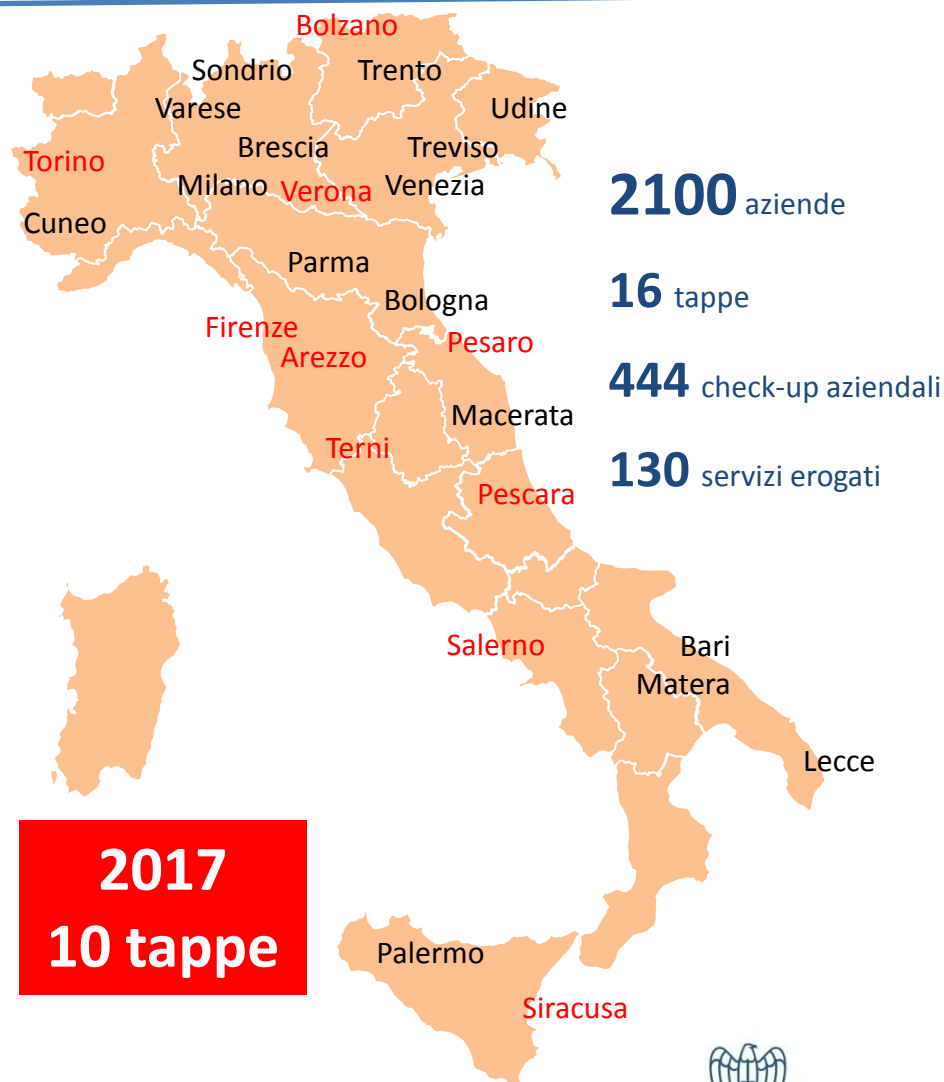 Bolzano
Sondrio
Trento
Varese
Udine
Brescia
Treviso
Torino
Milano
Verona
Venezia
Cuneo
Parma
Bologna
Firenze
Arezzo
Pesaro
Macerata
Terni
Pescara
Salerno
Bari
Matera
Lecce
Palermo
Siracusa
2100 aziende
16 tappe
444 check-up aziendali
130 servizi erogati
2017
10 tappe